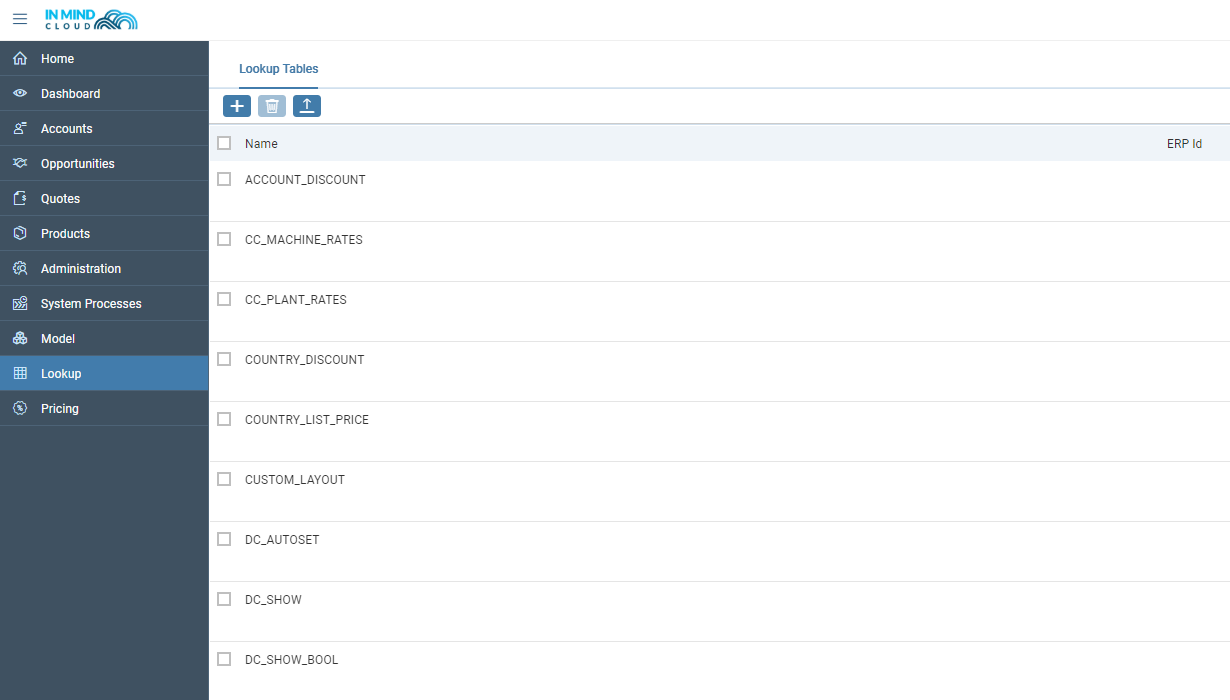 IN MIND
CLOUD
Home
Dashboard
Accounts
Opportunities
Quotes
Products
Administration
System Processes
Model
Lookup
Pricing
Lookup Tables
Name ERP Id
ACCOUNT_DISCOUNT
CC_MACHINE_RATES
CC_PLANT_RATES
COUNTRY_DISCOUNT
COUNTRY_LIST_PRICE
CUSTOM_LAYOUT
DC_AUTOSET
DC_SHOW
DC_SHOW_BOOL